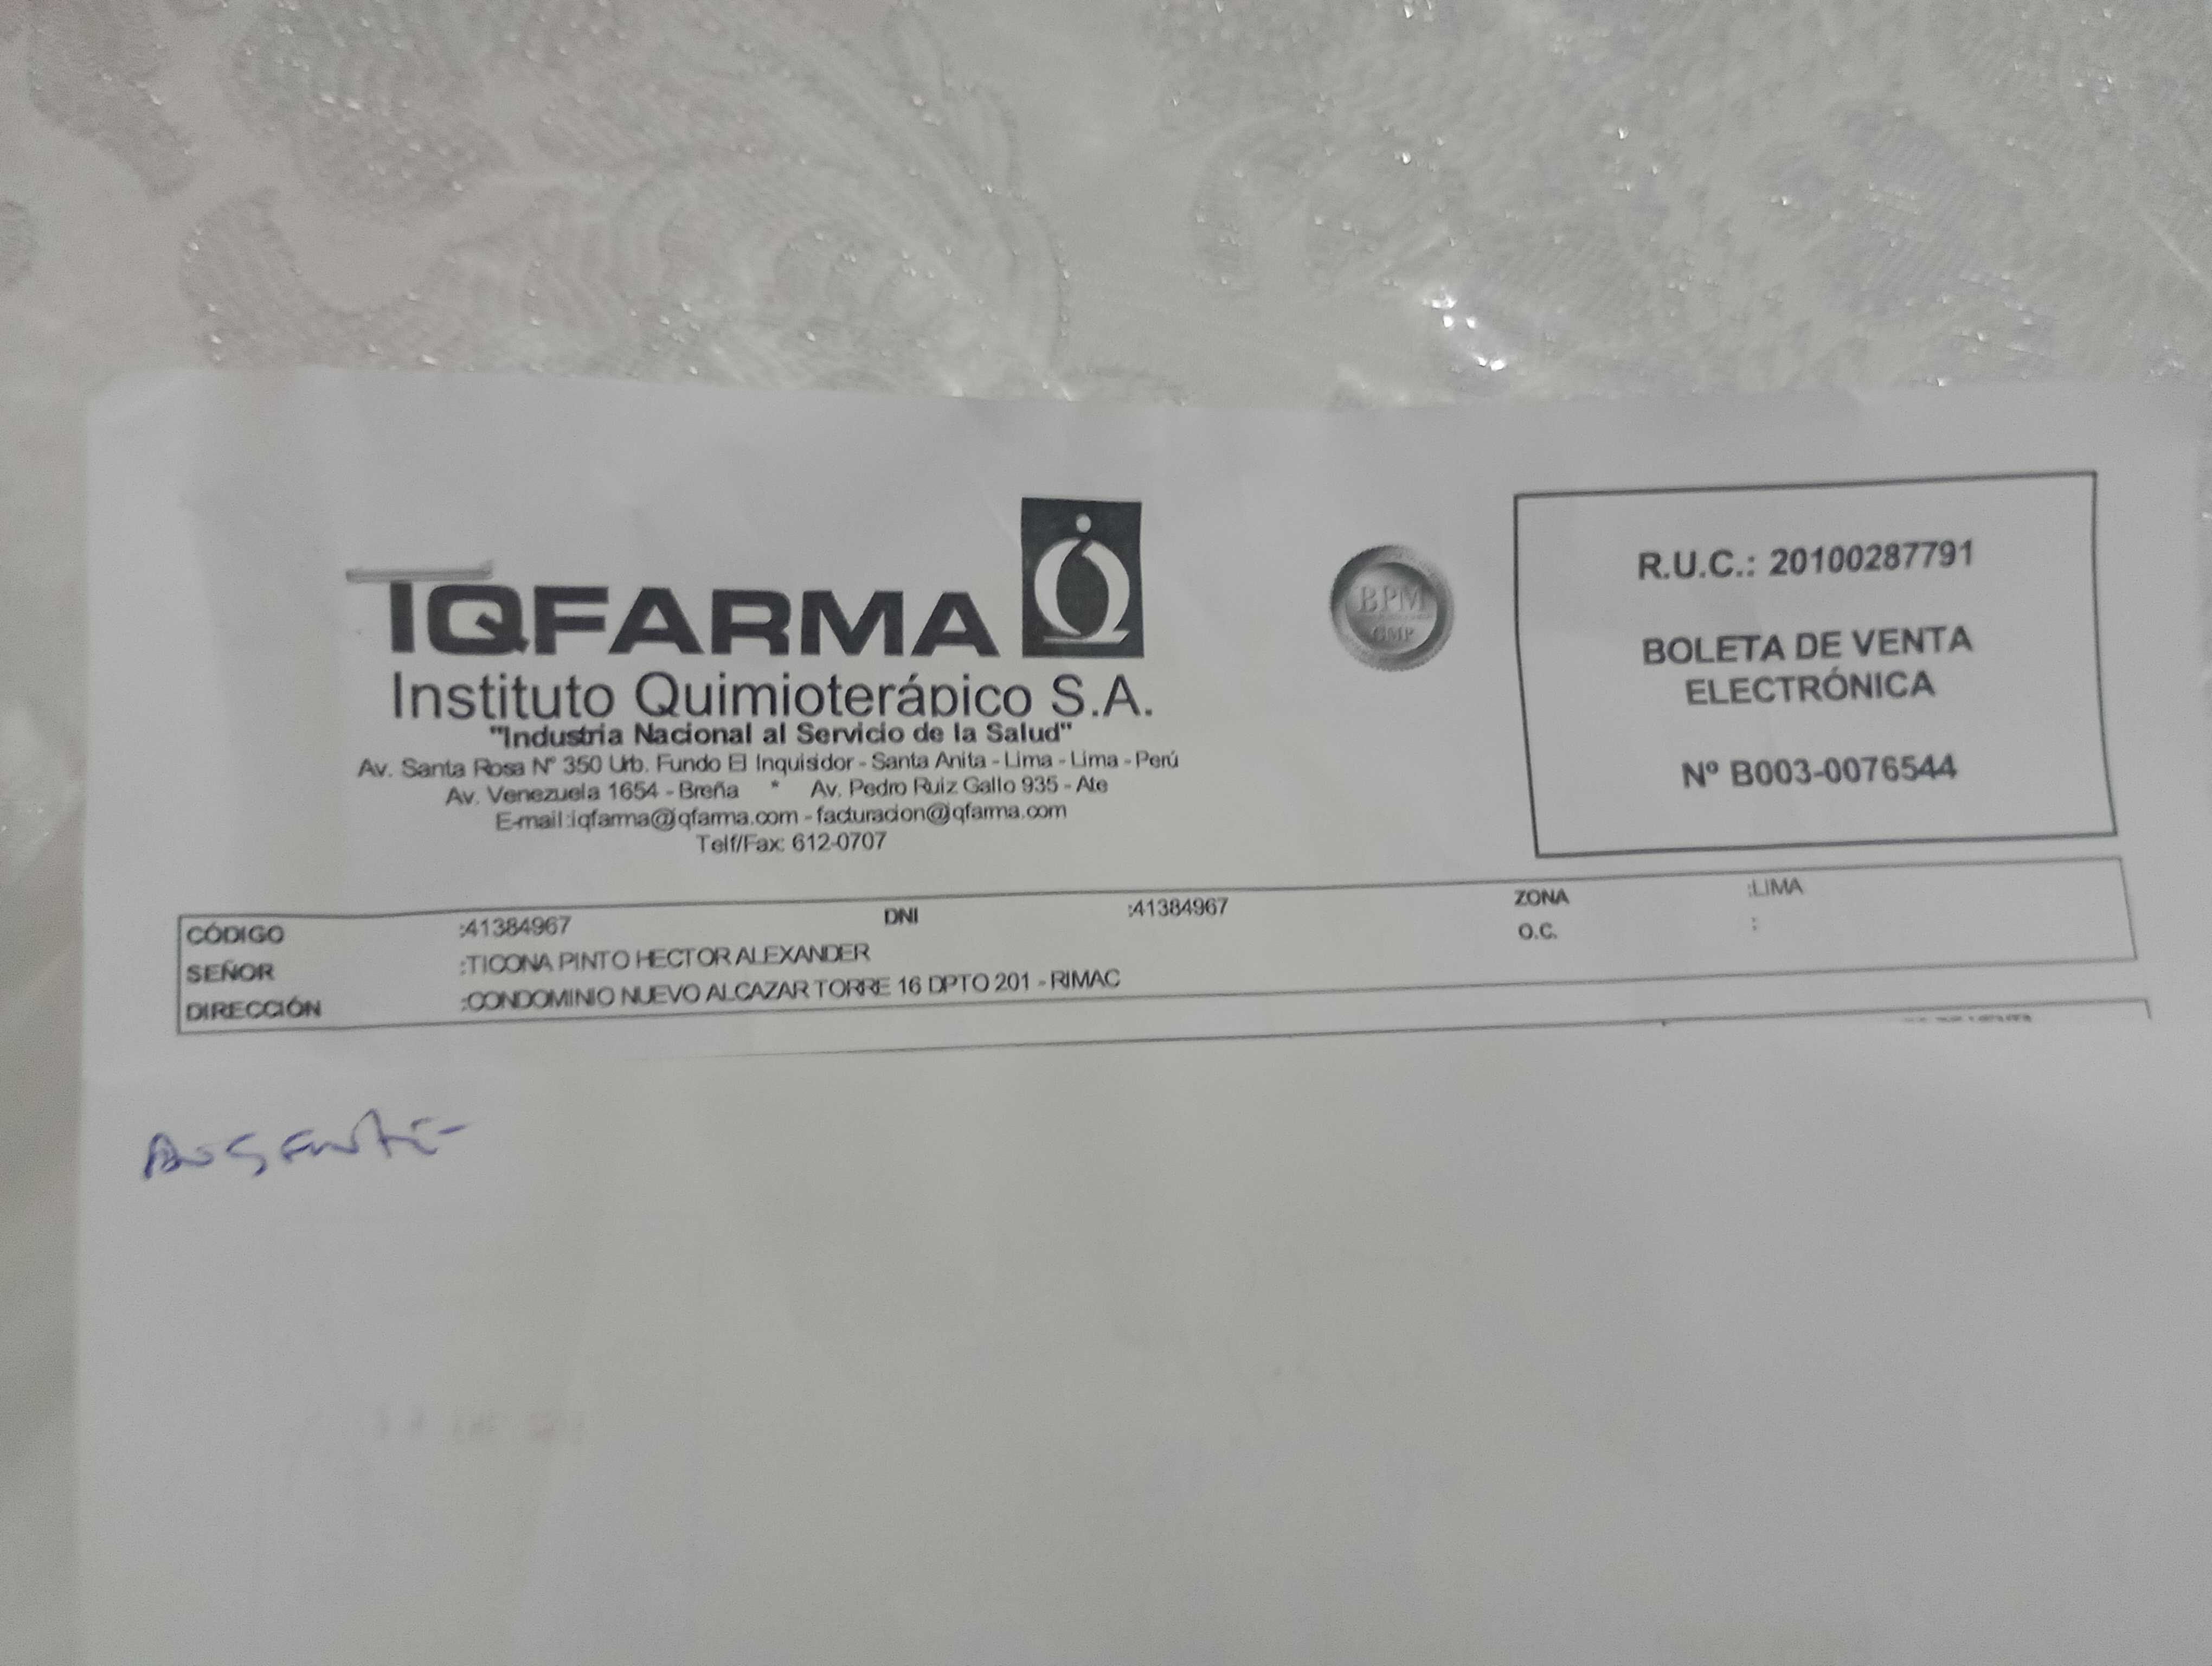 IQFARMA
Instituto Quimioterápico S.A.
"Industria Nacional al Servicio de la Salud"
Av. Santa Rosa Nº 350 Urb. Fundo El Inquisidor - Santa Anita - Lima - Lima - Perú
Av. Venezuela 1654 - Breña * Av. Pedro Ruiz Gallo 935 - Ate
E-mail:iqfarma@iqfarma.com - facturacion@iqfarma.com
Telf/Fax: 612-0707
BPM
GMP
R.U.C.: 20100287791
BOLETA DE VENTA
ELECTRÓNICA
Nº B003-0076544
CÓDIGO :41384967 DNI :41384967 ZONA :LIMA
SEÑOR :TICONA PINTO HECTOR ALEXANDER O.C. :
DIRECCIÓN :CONDOMINIO NUEVO ALCAZAR TORRE 16 DPTO 201 - RIMAC
Ausente